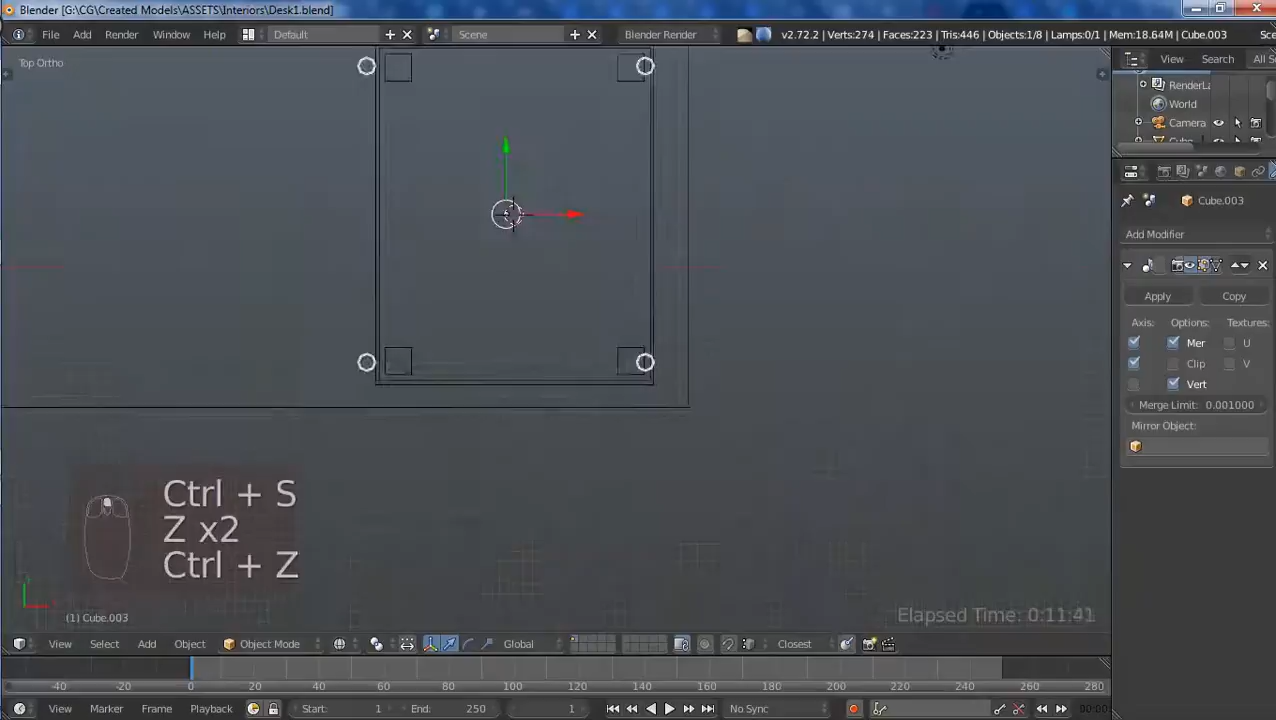 Blender [G:\CG\Created Models\ASSETS\Interiors\Desk1.blend]
File Add Render Window Help Default Scene Blender Render v2.72.2 | Verts:274 | Faces:223 | Tris:446 | Objects:1/8 | Lamps:0/1 | Mem:18.64M | Cube.003 Sce
Top Ortho
View Search All S
RenderLa
World
Camera
Cube
Cube.003
Add Modifier
Apply Copy
Axis: Options: Textures:
Mer U
Clip V
Vert
Merge Limit: 0.001000
Mirror Object:
Ctrl + S
Z x2
Ctrl + Z
Elapsed Time: 0:11:41
(1) Cube.003
View Select Add Object Object Mode Global Closest
-40 -20 0 20 40 60 80 100 120 140 160 180 200 220 240 260 280
View Marker Frame Playback Start: 1 End: 250 1 No Sync